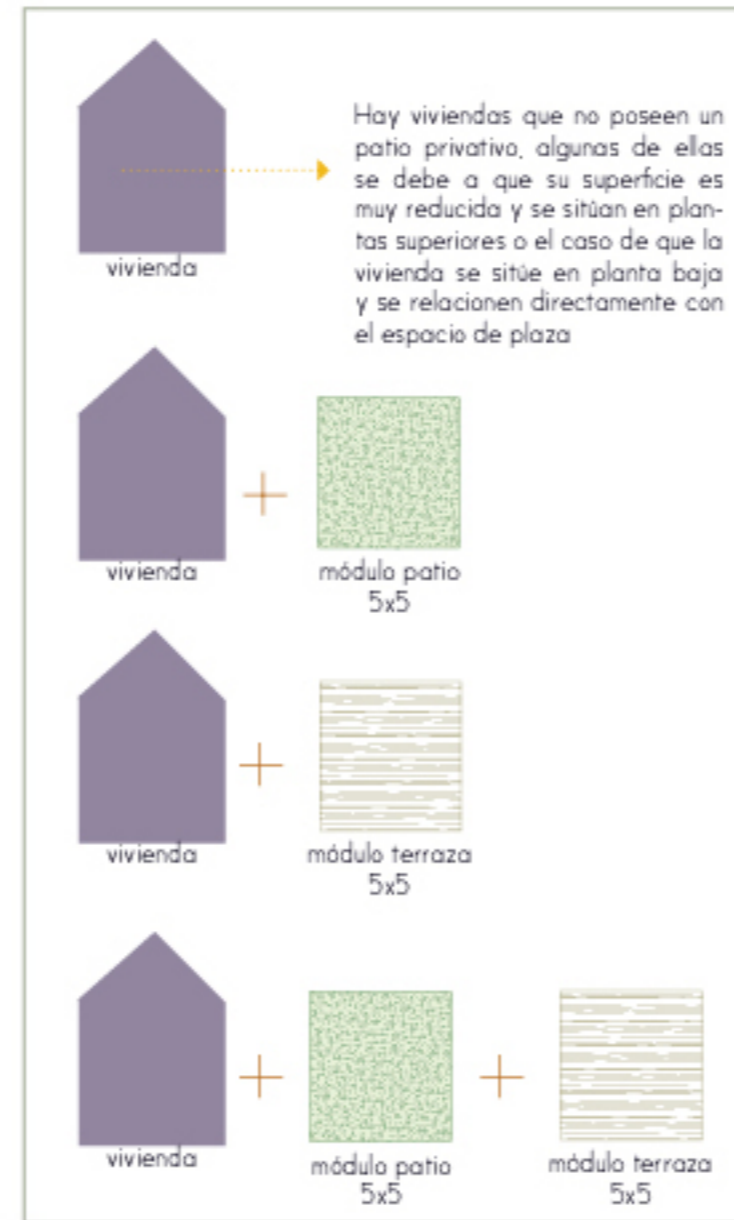 Hay viviendas que no poseen un
patio privativo, algunas de ellas
se debe a que su superficie es
muy reducida y se sitúan en plan-
tas superiores o el caso de que la
vivienda se sitúe en planta baja
y se relacionen directamente con
el espacio de plaza
vivienda
vivienda
módulo patio
5x5
vivienda
módulo terraza
5x5
vivienda
módulo patio
5x5
módulo terraza
5x5